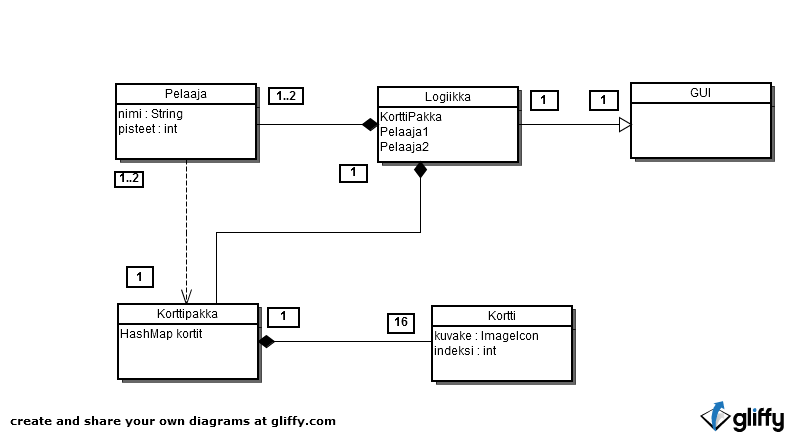 Pelaaja
nimi : String
pisteet : int
1..2
Logiikka
KorttiPakka
Pelaaja1
Pelaaja2
1
1
GUI
1..2
1
1
Korttipakka
HashMap kortit
1
16
Kortti
kuvake : ImageIcon
indeksi : int
create and share your own diagrams at gliffy.com
gliffy